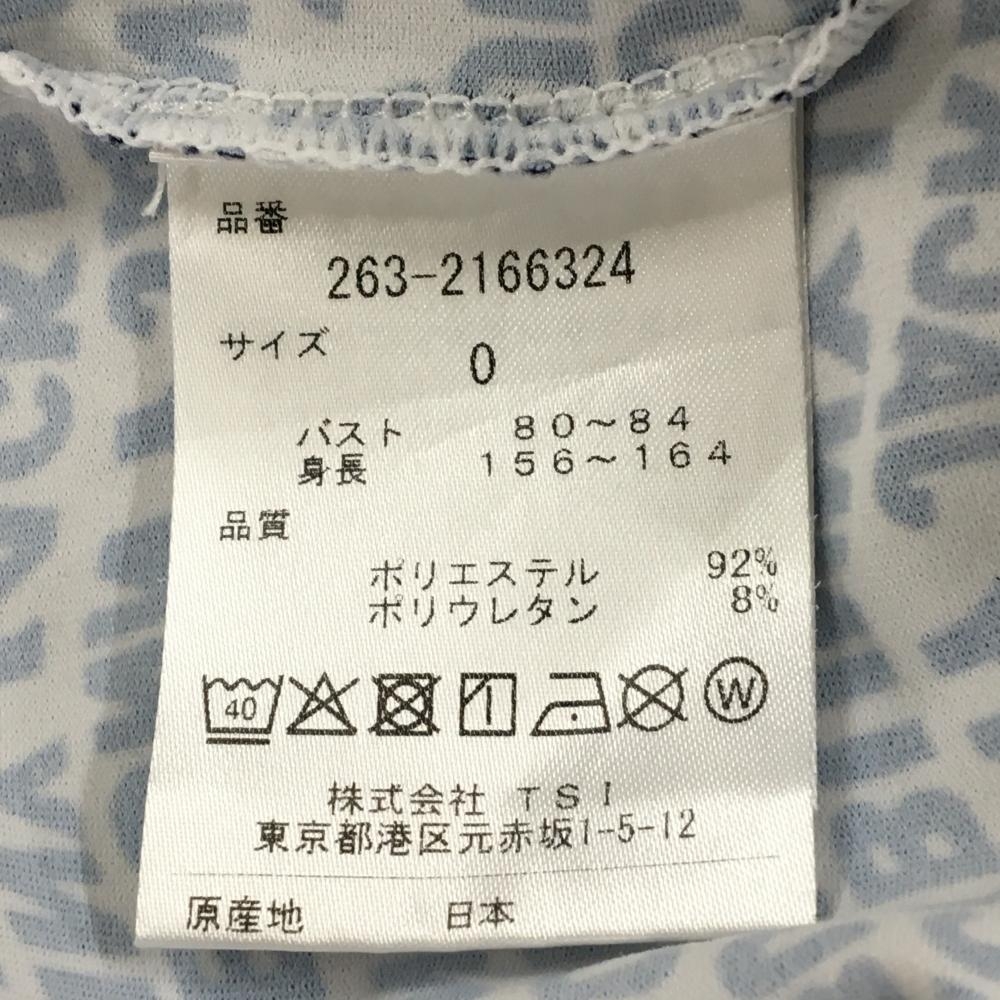 品番
263-2166324
サイズ
0
バスト 80～84
身長 156～164
品質
ポリエステル 92%
ポリウレタン 8%
40 W
株式会社 TSI
東京都港区元赤坂1-5-12
原産地 日本